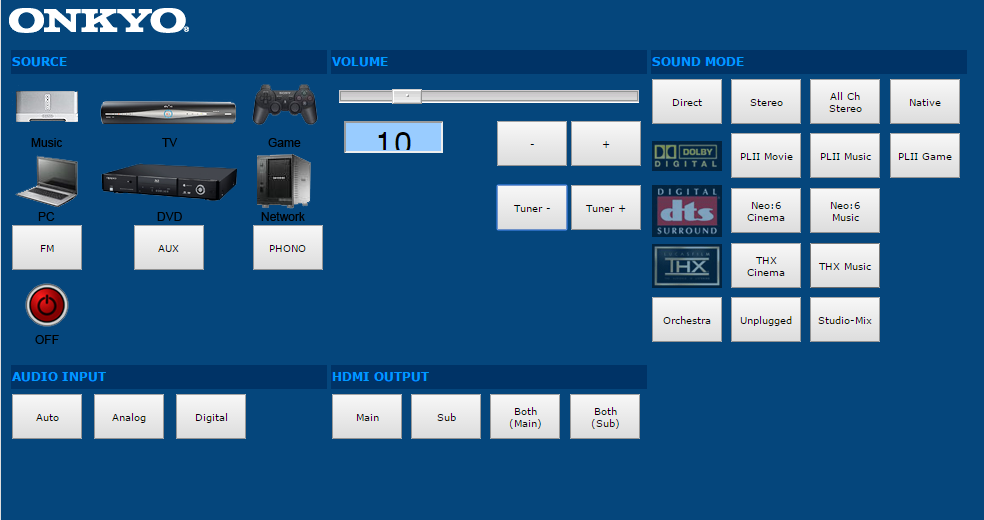 ONKYO®
SOURCE
VOLUME
SOUND MODE
Music
TV
Game
PC
DVD
Network
FM
AUX
PHONO
OFF
10
-
+
Tuner -
Tuner +
Direct
Stereo
All Ch
Stereo
Native
DOLBY
DIGITAL
PLII Movie
PLII Music
PLII Game
DIGITAL
dts
SURROUND
Neo:6
Cinema
Neo:6
Music
LUCASFILM
THX
THX
Cinema
THX Music
Orchestra
Unplugged
Studio-Mix
AUDIO INPUT
HDMI OUTPUT
Auto
Analog
Digital
Main
Sub
Both
(Main)
Both
(Sub)